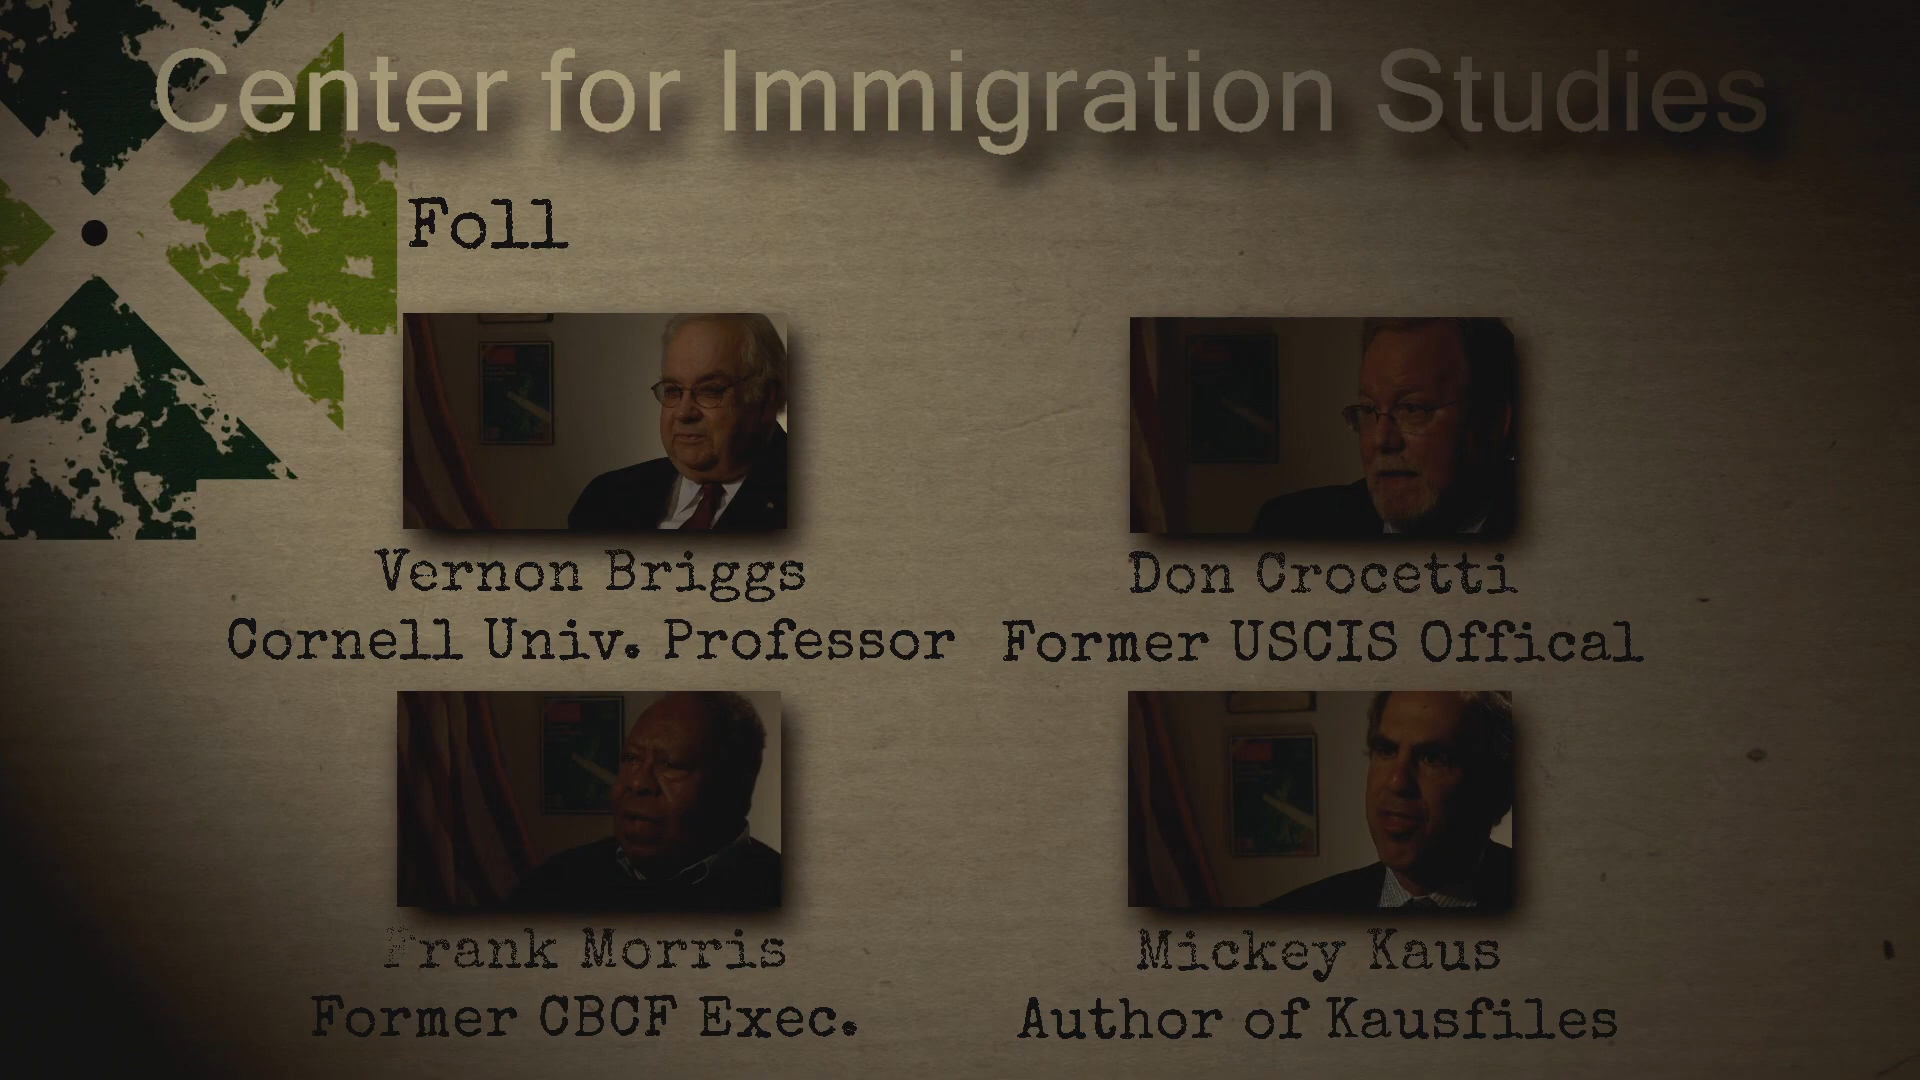 Center for Immigration Studies
Foll
Vernon Briggs
Cornell Univ. Professor
Don Crocetti
Former USCIS Offical
Frank Morris
Former CBCF Exec.
Mickey Kaus
Author of Kausfiles